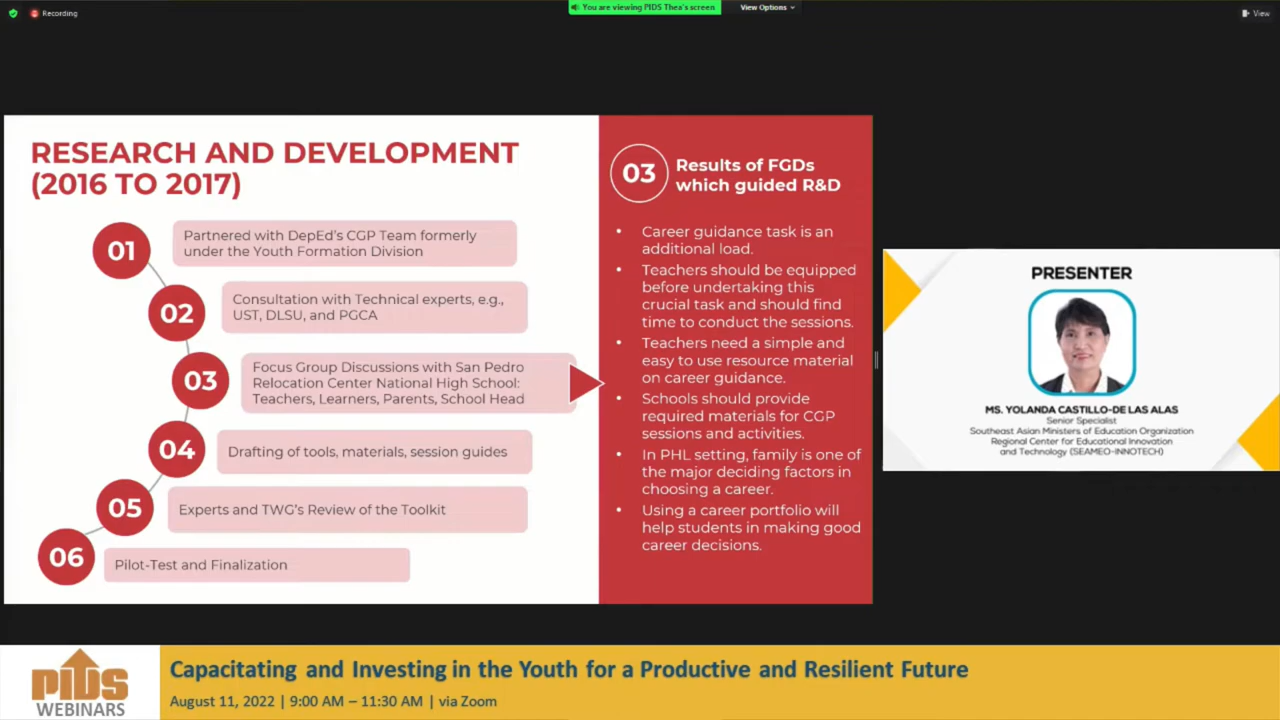 Recording
You are viewing PIDS Thea's screen
View Options
View
RESEARCH AND DEVELOPMENT
(2016 TO 2017)
01
Partnered with DepEd's CGP Team formerly
under the Youth Formation Division
02
Consultation with Technical experts, e.g.,
UST, DLSU, and PGCA
03
Focus Group Discussions with San Pedro
Relocation Center National High School:
Teachers, Learners, Parents, School Head
04
Drafting of tools, materials, session guides
05
Experts and TWG's Review of the Toolkit
06
Pilot-Test and Finalization
03
Results of FGDs
which guided R&D
• Career guidance task is an
additional load.
• Teachers should be equipped
before undertaking this
crucial task and should find
time to conduct the sessions.
• Teachers need a simple and
easy to use resource material
on career guidance.
• Schools should provide
required materials for CGP
sessions and activities.
• In PHL setting, family is one of
the major deciding factors in
choosing a career.
• Using a career portfolio will
help students in making good
career decisions.
PRESENTER
MS. YOLANDA CASTILLO-DE LAS ALAS
Senior Specialist
Southeast Asian Ministers of Education Organization
Regional Center for Educational Innovation
and Technology (SEAMEO-INNOTECH)
PIDS
WEBINARS
Capacitating and Investing in the Youth for a Productive and Resilient Future
August 11, 2022 | 9:00 AM – 11:30 AM | via Zoom